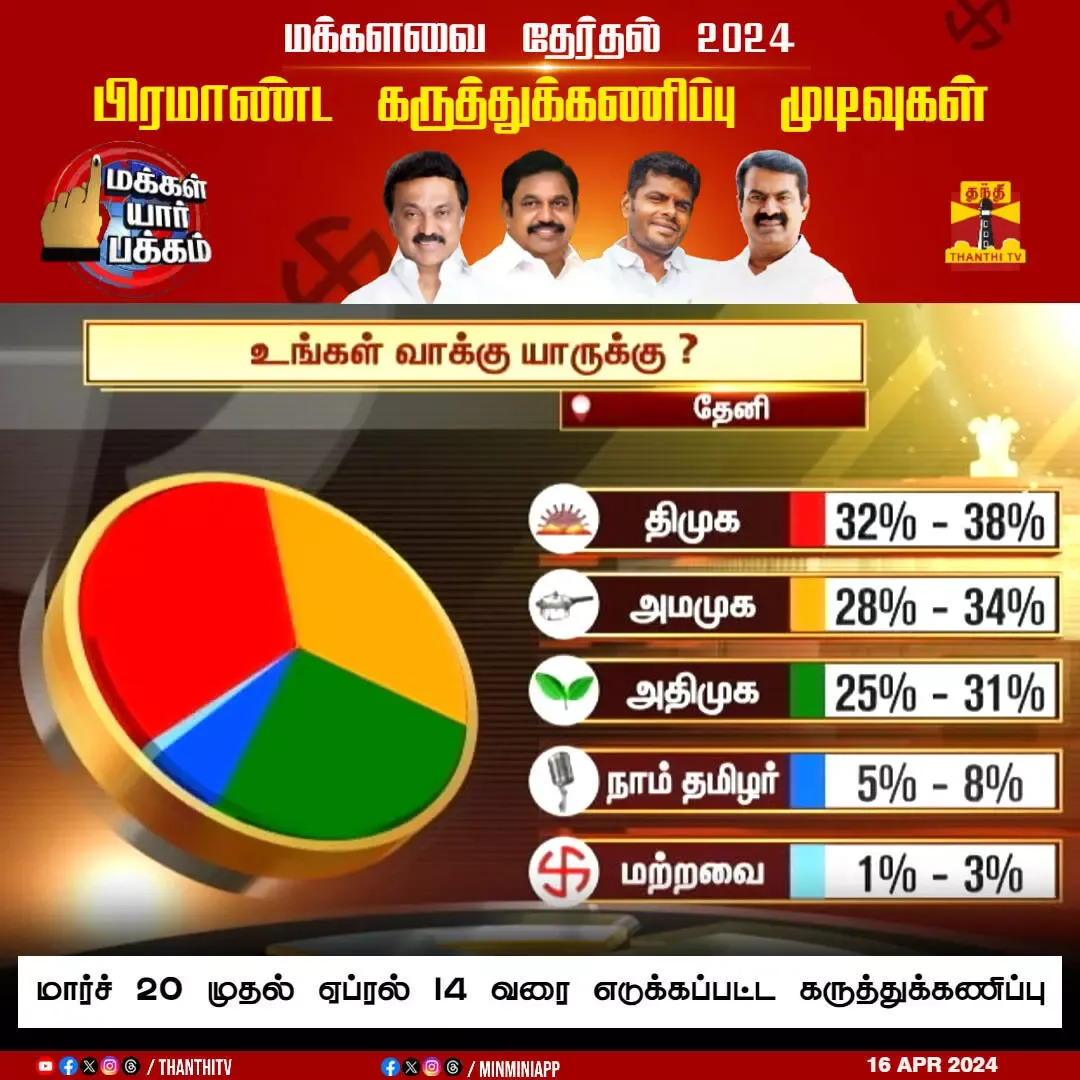 மக்களவை தேர்தல் 2024
பிரமாண்ட கருத்துக்கணிப்பு முடிவுகள்
மக்கள்
யார்
பக்கம்
தந்தி
THANTHI TV
உங்கள் வாக்கு யாருக்கு ?
தேனி
திமுக 32% - 38%
அமமுக 28% - 34%
அதிமுக 25% - 31%
நாம் தமிழர் 5% - 8%
மற்றவை 1% - 3%
மார்ச் 20 முதல் ஏப்ரல் 14 வரை எடுக்கப்பட்ட கருத்துக்கணிப்பு
/ THANTHITV / MINMINIAPP 16 APR 2024